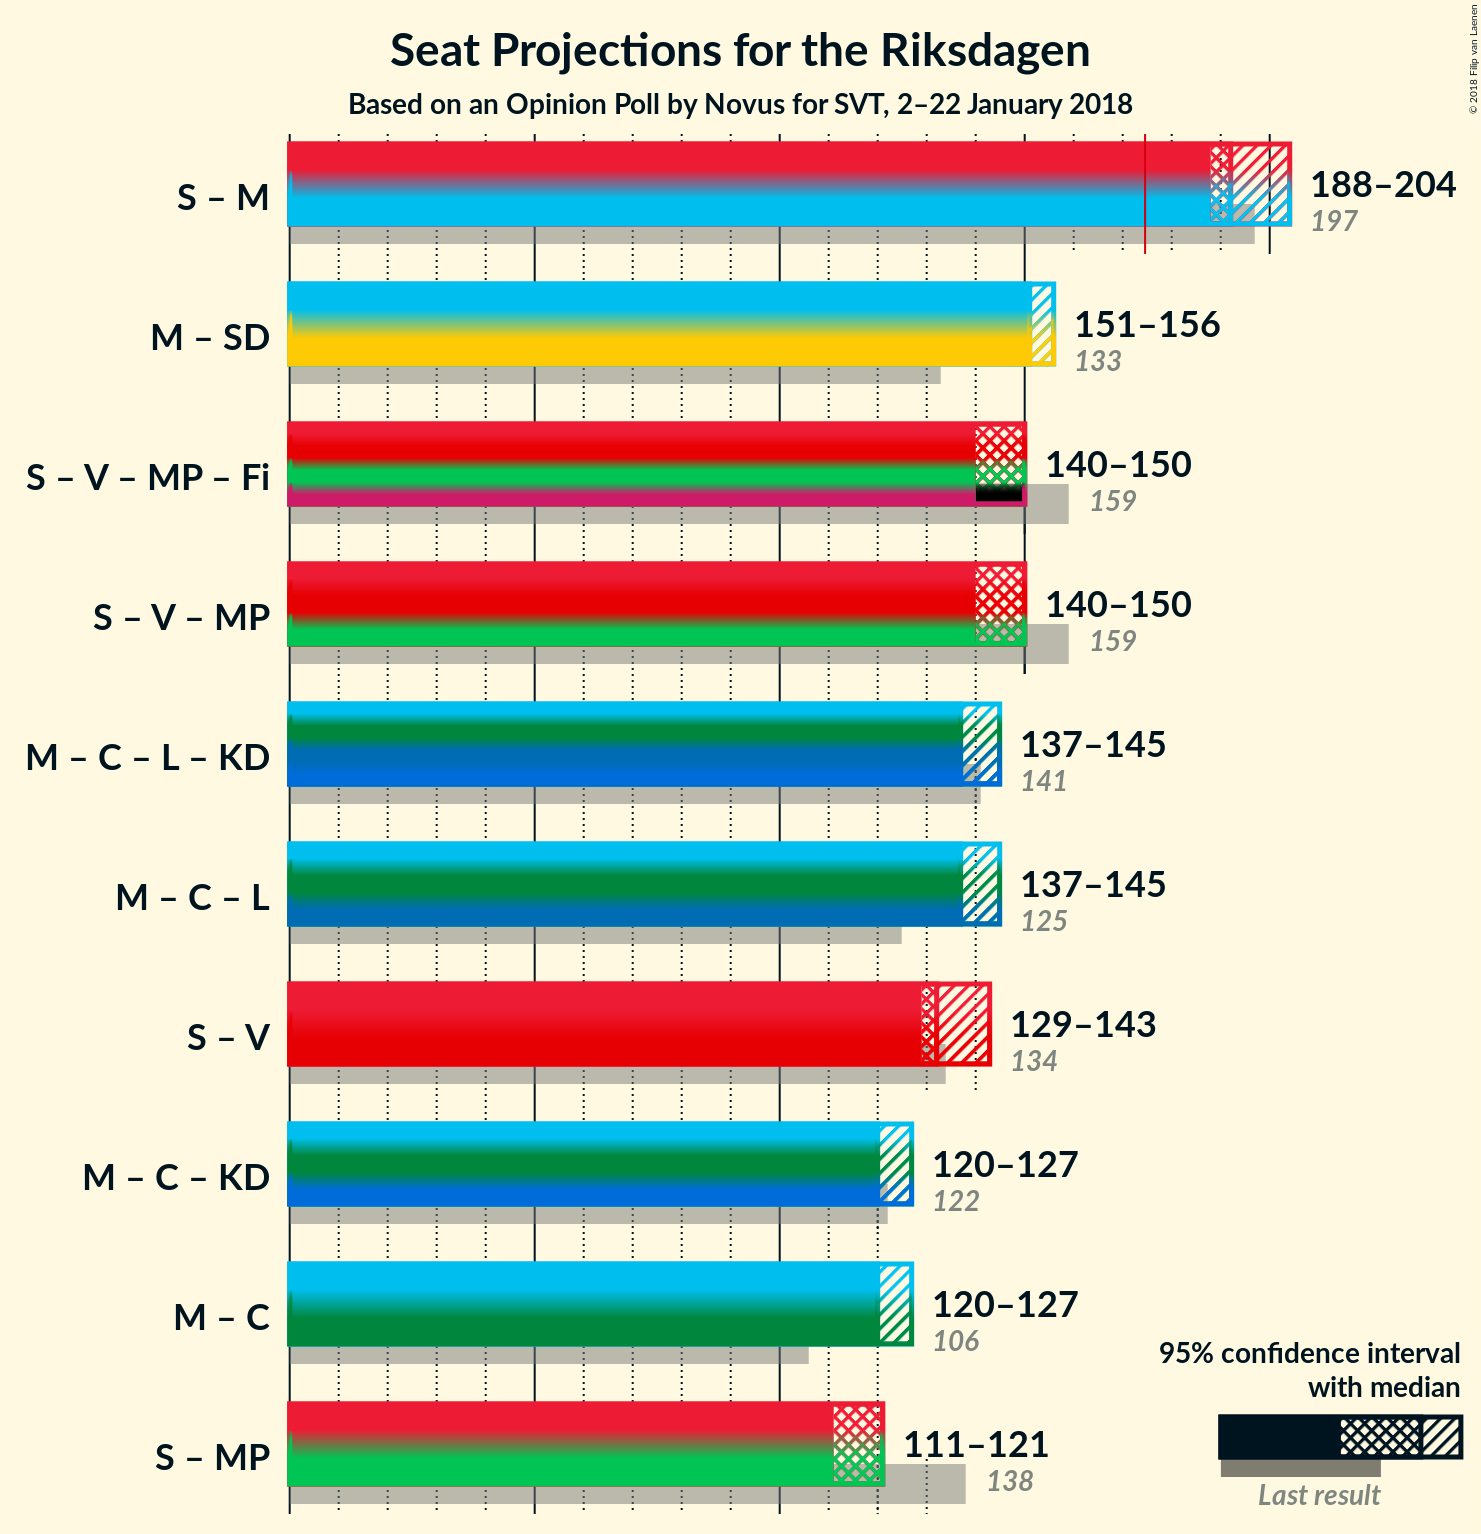 Seat Projections for the Riksdagen
Based on an Opinion Poll by Novus for SVT, 2–22 January 2018
© 2018 Filip van Laenen
S – M
188–204
197
M – SD
151–156
133
S – V – MP – Fi
140–150
159
S – V – MP
140–150
159
M – C – L – KD
137–145
141
M – C – L
137–145
125
S – V
129–143
134
M – C – KD
120–127
122
M – C
120–127
106
S – MP
111–121
138
95% confidence interval
with median
Last result